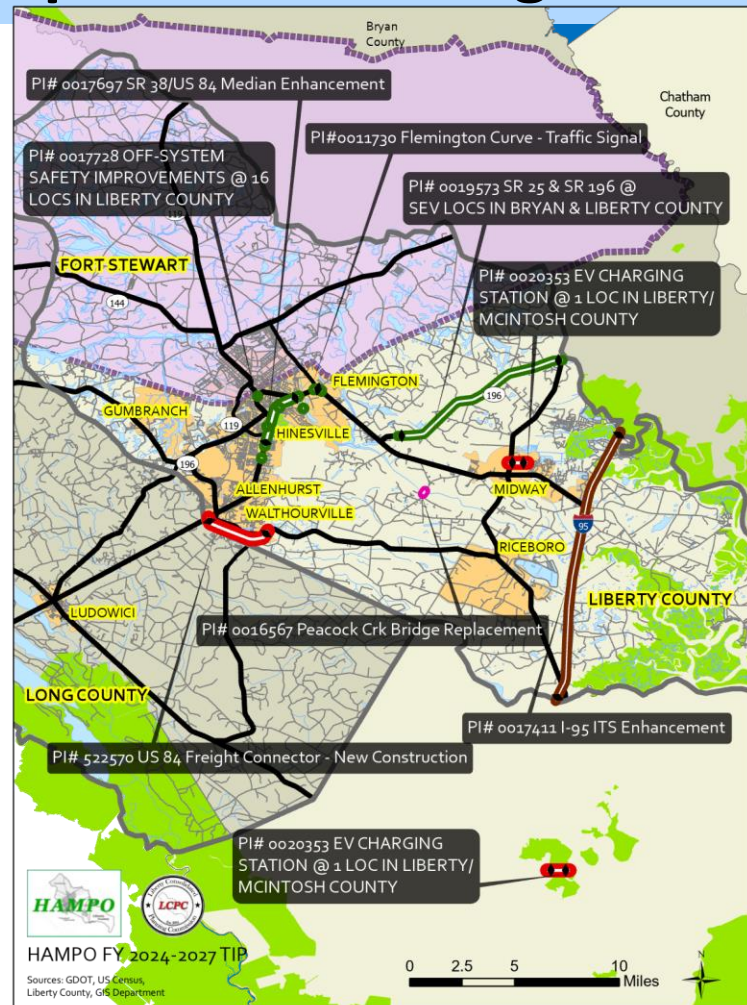 Bryan
County
PI# 0017697 SR 38/US 84 Median Enhancement
Chatham
County
PI#0011730 Flemington Curve - Traffic Signal
PI# 0017728 OFF-SYSTEM
SAFETY IMPROVEMENTS @ 16
LOCS IN LIBERTY COUNTY
PI# 0019573 SR 25 & SR 196 @
SEV LOCS IN BRYAN & LIBERTY COUNTY
119
FORT STEWART
PI# 0020353 EV CHARGING
STATION @ 1 LOC IN LIBERTY/
MCINTOSH COUNTY
144
FLEMINGTON
GUMBRANCH
196
119
HINESVILLE
196
ALLENHURST
MIDWAY
WALTHOURVILLE
95
RICEBORO
LIBERTY COUNTY
LUDOWICI
PI# 0016567 Peacock Crk Bridge Replacement
LONG COUNTY
PI# 0017411 I-95 ITS Enhancement
PI# 522570 US 84 Freight Connector - New Construction
PI# 0020353 EV CHARGING
STATION @ 1 LOC IN LIBERTY/
MCINTOSH COUNTY
HAMPO
LCPC
HAMPO FY 2024-2027 TIP
Sources: GDOT, US Census,
Liberty County, GIS Department
N
0 2.5 5 10
Miles